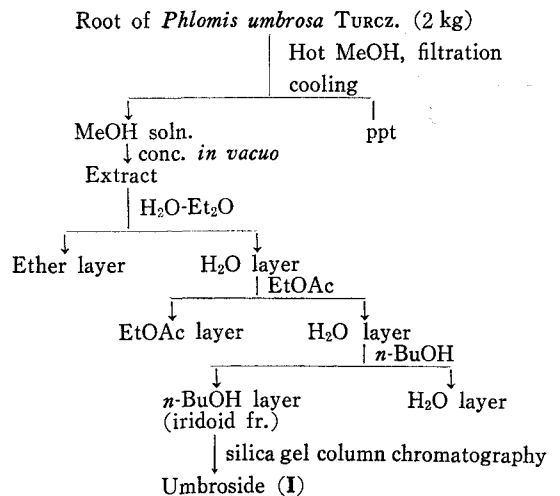 Root of Phlomis umbrosa TURCZ. (2 kg)
Hot MeOH, filtration
cooling
MeOH soln.
ppt
conc. in vacuo
Extract
H₂O-Et₂O
Ether layer
H₂O layer
EtOAc
EtOAc layer
H₂O layer
n-BuOH
n-BuOH layer
H₂O layer
(iridoid fr.)
silica gel column chromatography
Umbroside (I)